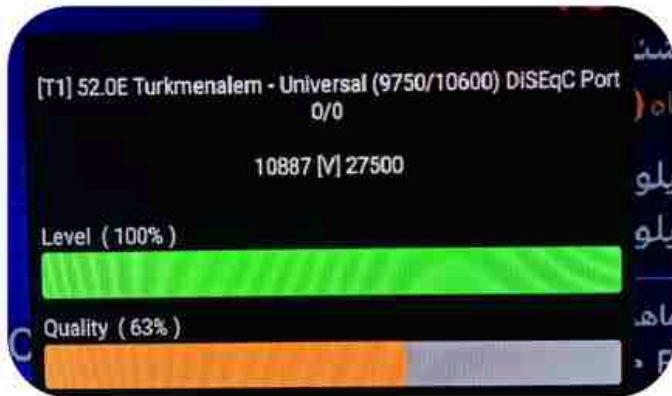 [T1] 52.0E Turkmenalem - Universal (9750/10600) DiSEqC Port
0/0
10887 [V] 27500
Level ( 100% )
Quality ( 63% )